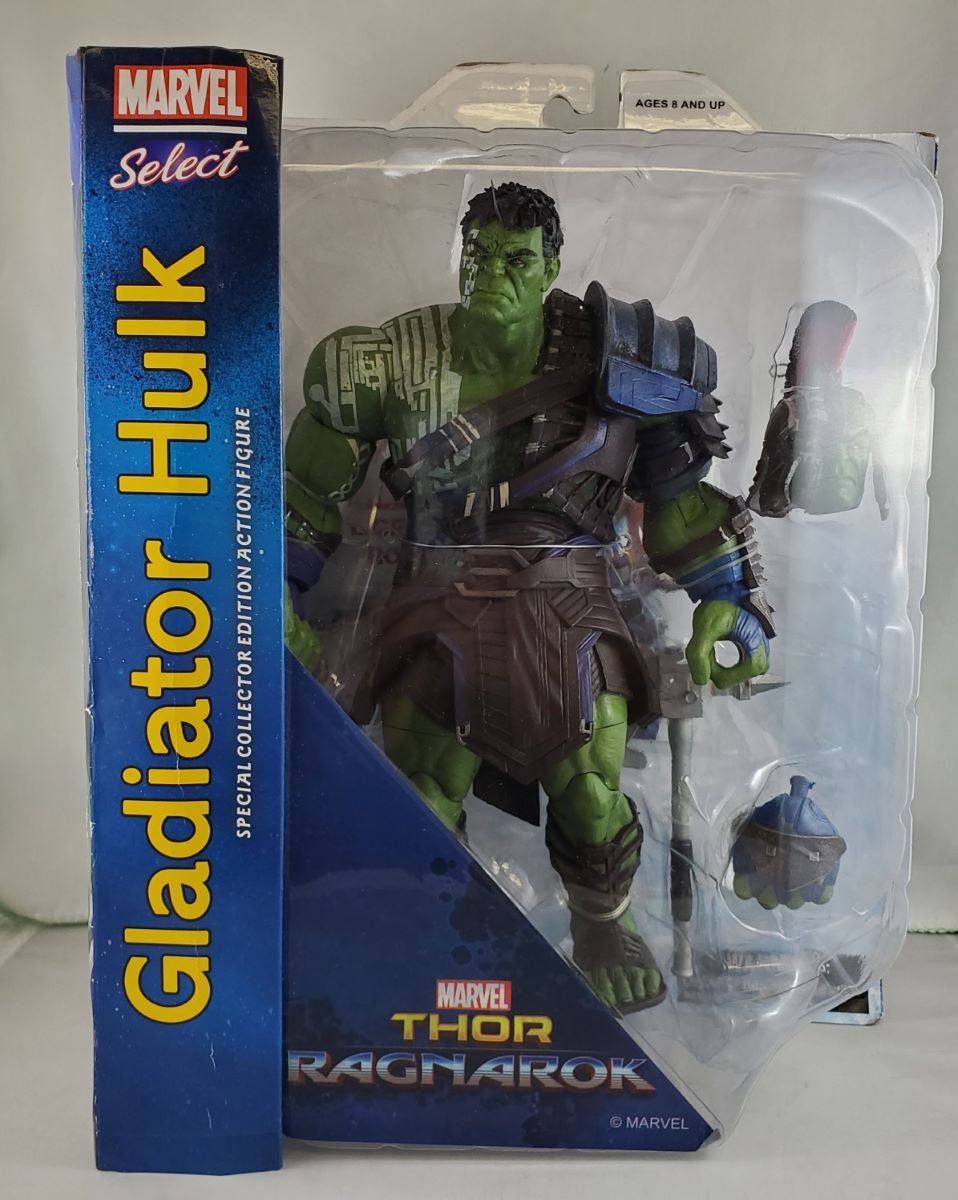 MARVEL
Select
Gladiator Hulk
SPECIAL COLLECTOR EDITION ACTION FIGURE
AGES 8 AND UP
MARVEL
THOR
RAGNAROK
© MARVEL